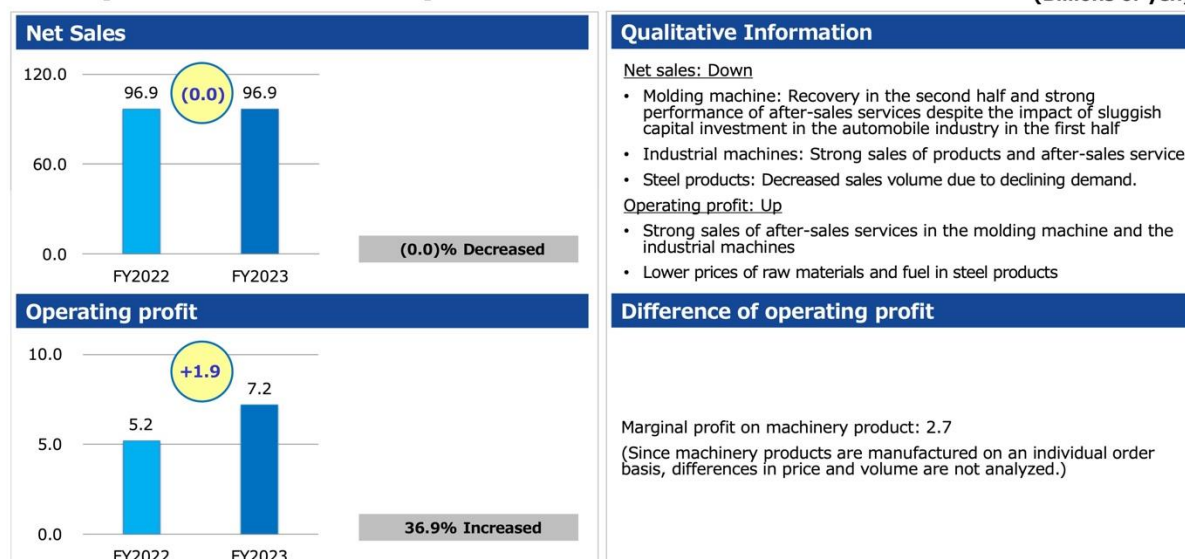 Net Sales
120.0
96.9
(0.0)
96.9
60.0
0.0
FY2022
FY2023
(0.0)% Decreased
Operating profit
10.0
+1.9
7.2
5.2
5.0
0.0
FY2022
FY2023
36.9% Increased
Qualitative Information
Net sales: Down
• Molding machine: Recovery in the second half and strong
performance of after-sales services despite the impact of sluggish
capital investment in the automobile industry in the first half
• Industrial machines: Strong sales of products and after-sales service
• Steel products: Decreased sales volume due to declining demand.
Operating profit: Up
• Strong sales of after-sales services in the molding machine and the
industrial machines
• Lower prices of raw materials and fuel in steel products
Difference of operating profit
Marginal profit on machinery product: 2.7
(Since machinery products are manufactured on an individual order
basis, differences in price and volume are not analyzed.)